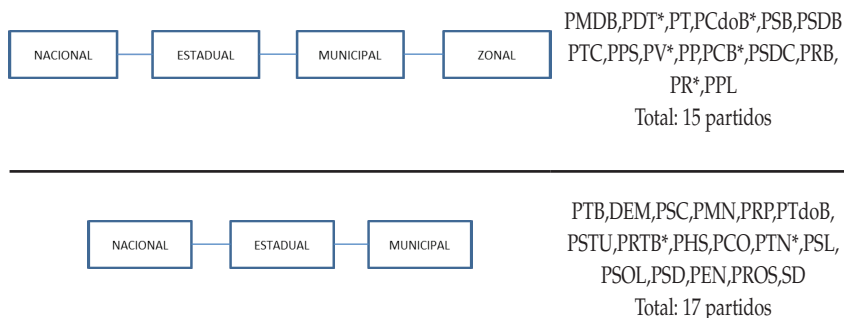 NACIONAL ESTADUAL MUNICIPAL ZONAL
PMDB,PDT*,PT,PCdoB*,PSB,PSDB
PTC,PPS,PV*,PP,PCB*,PSDC,PRB,
PR*,PPL
Total: 15 partidos
NACIONAL ESTADUAL MUNICIPAL
PTB,DEM,PSC,PMN,PRP,PTdoB,
PSTU,PRTB*,PHS,PCO,PTN*,PSL,
PSOL,PSD,PEN,PROS,SD
Total: 17 partidos